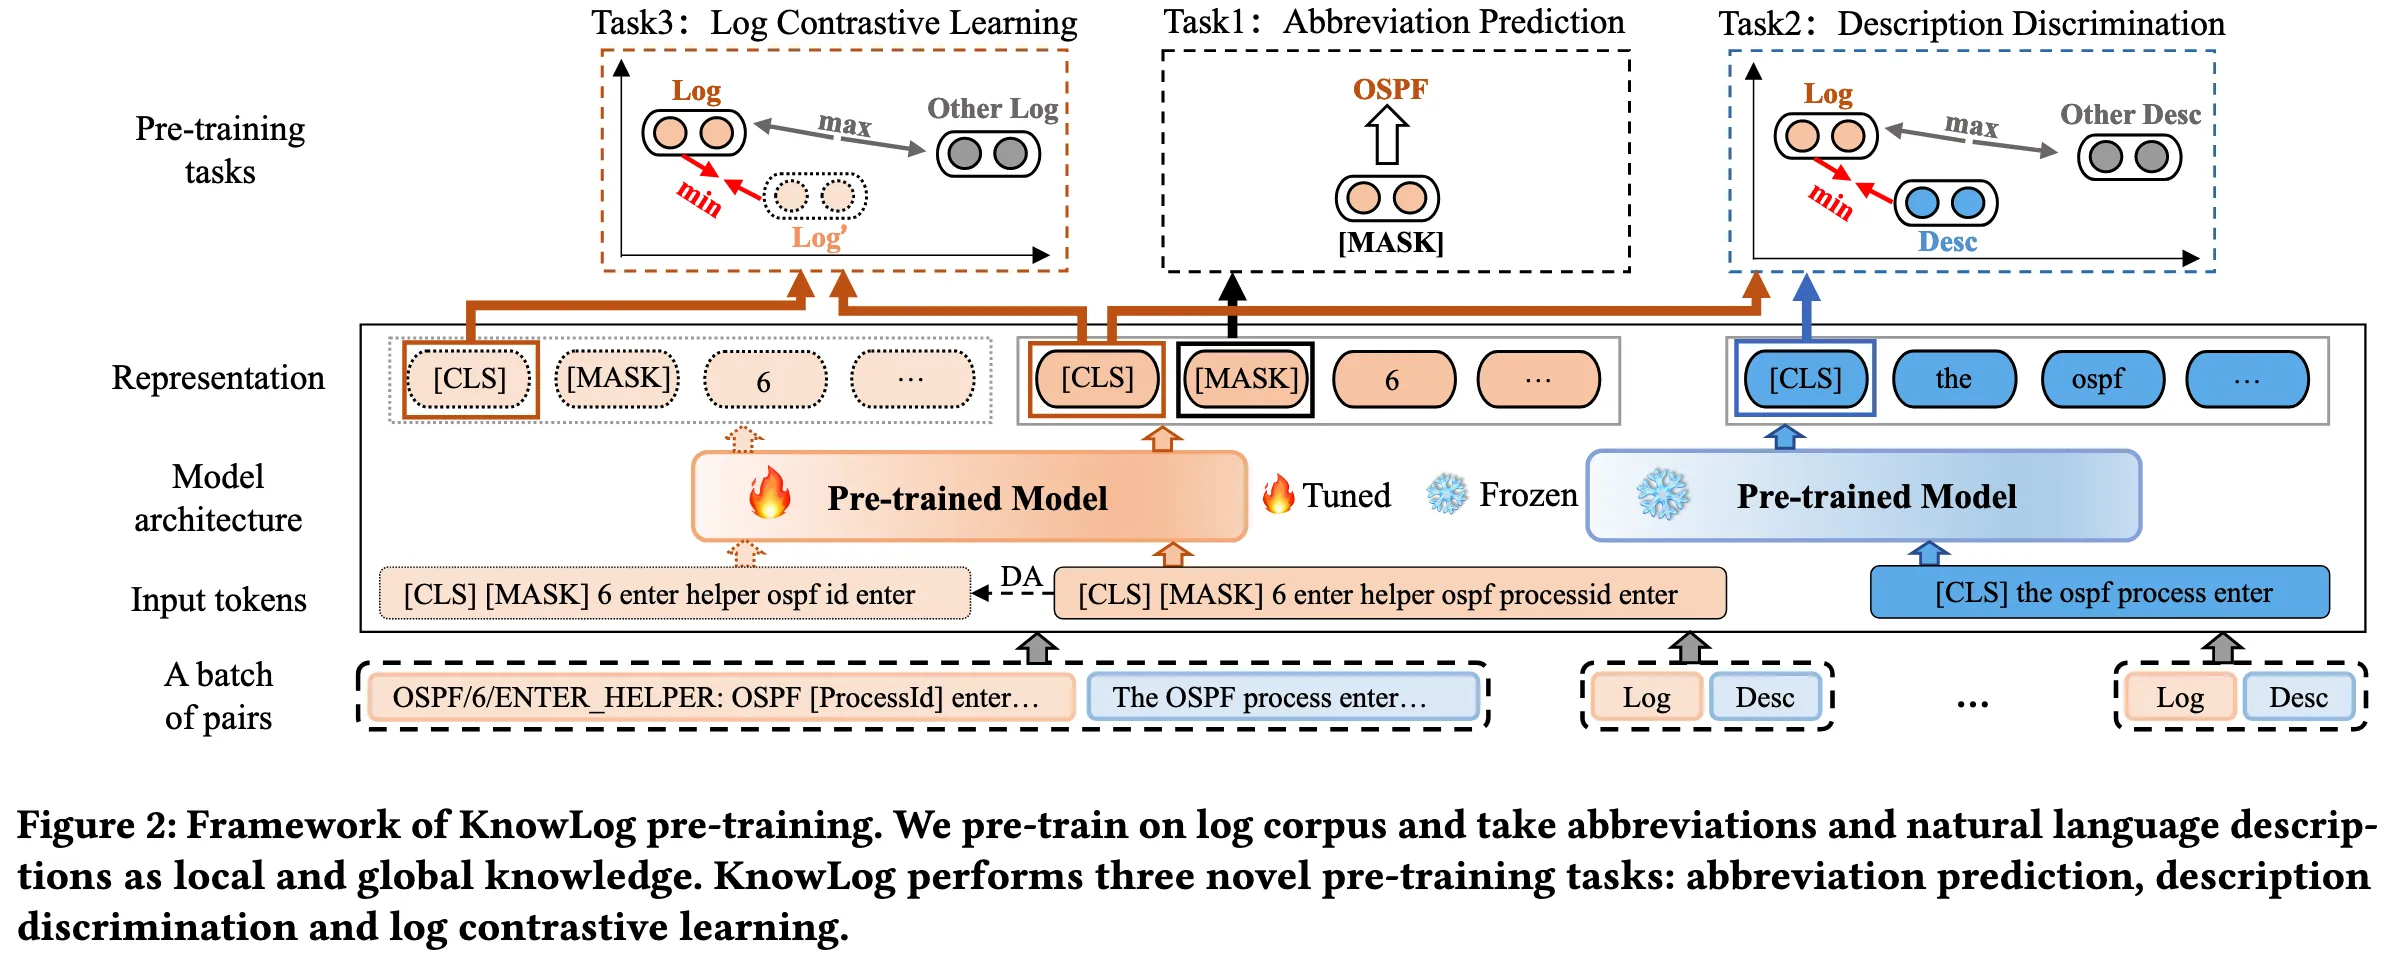 Task3: Log Contrastive Learning
Task1: Abbreviation Prediction
Task2: Description Discrimination
Pre-training
tasks
Log
max
Other Log
min
Log’
OSPF
[MASK]
Log
max
Other Desc
min
Desc
Representation
[CLS] [MASK] 6 ...
[CLS] [MASK] 6 ...
[CLS] the ospf ...
Model
architecture
Pre-trained Model
Tuned
Frozen
Pre-trained Model
Input tokens
[CLS] [MASK] 6 enter helper ospf id enter
DA
[CLS] [MASK] 6 enter helper ospf processid enter
[CLS] the ospf process enter
A batch
of pairs
OSPF/6/ENTER_HELPER: OSPF [ProcessId] enter...
The OSPF process enter...
Log Desc
...
Log Desc
Figure 2: Framework of KnowLog pre-training. We pre-train on log corpus and take abbreviations and natural language descrip-
tions as local and global knowledge. KnowLog performs three novel pre-training tasks: abbreviation prediction, description
discrimination and log contrastive learning.